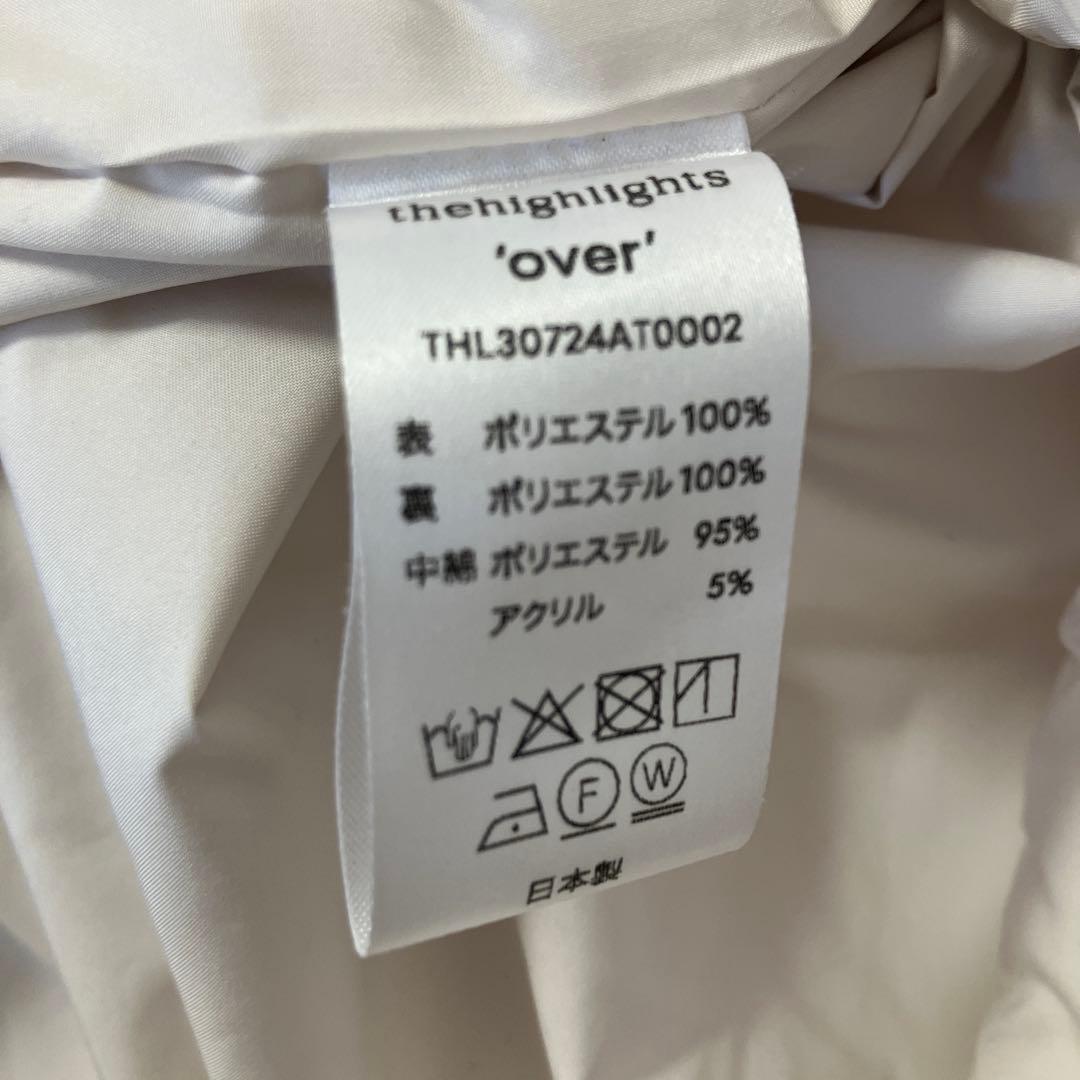 thehighlights
'over'
THL30724AT0002
表 ポリエステル 100%
裏 ポリエステル 100%
中綿 ポリエステル 95%
アクリル 5%
F W
日本製